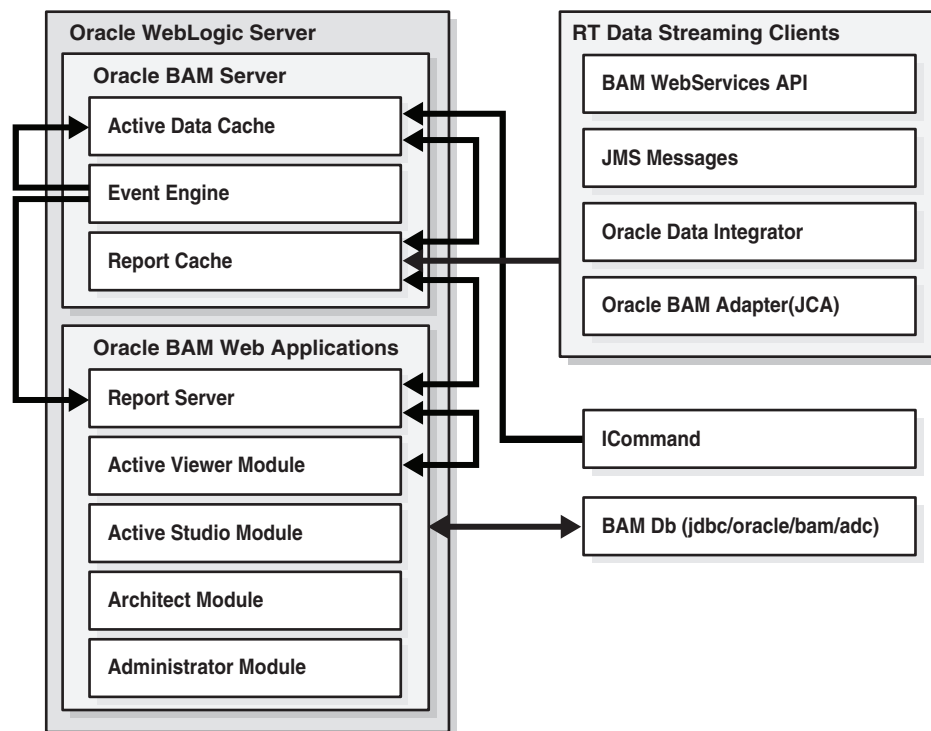 Oracle WebLogic Server
Oracle BAM Server
Active Data Cache
Event Engine
Report Cache
Oracle BAM Web Applications
Report Server
Active Viewer Module
Active Studio Module
Architect Module
Administrator Module
RT Data Streaming Clients
BAM WebServices API
JMS Messages
Oracle Data Integrator
Oracle BAM Adapter(JCA)
ICommand
BAM Db (jdbc/oracle/bam/adc)